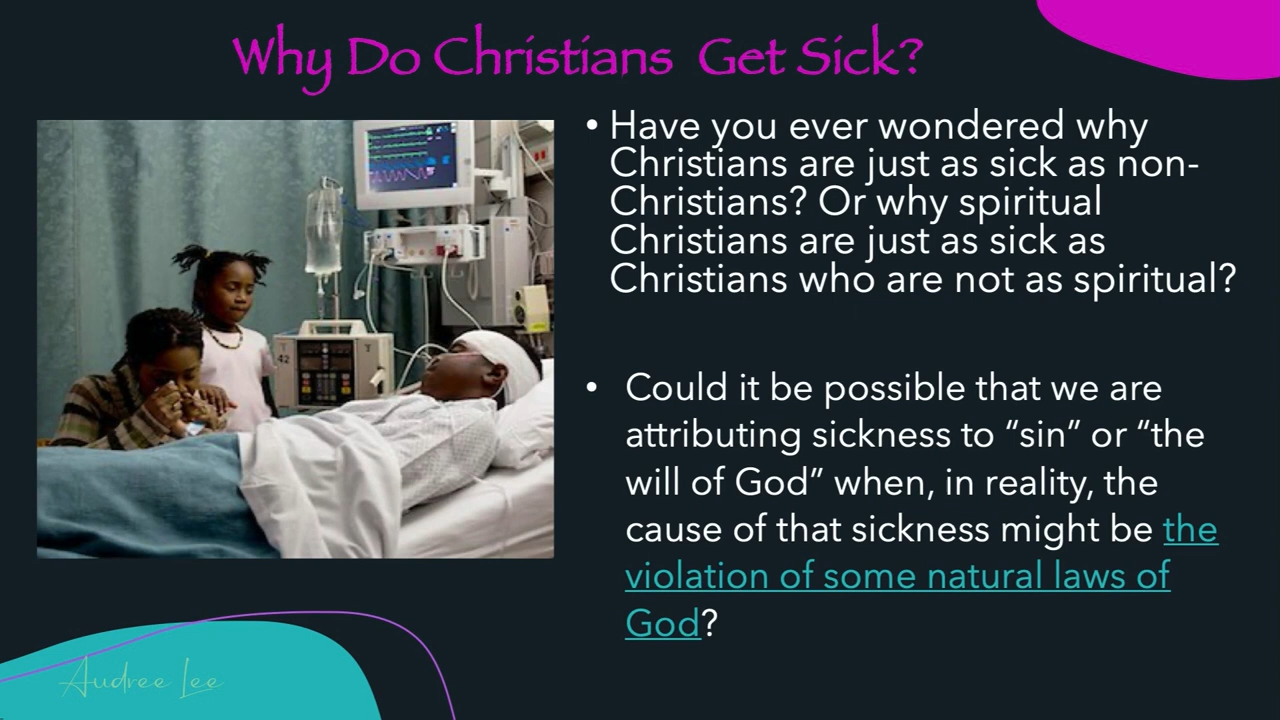 Why Do Christians Get Sick?
• Have you ever wondered why
Christians are just as sick as non-
Christians? Or why spiritual
Christians are just as sick as
Christians who are not as spiritual?
42
• Could it be possible that we are
attributing sickness to “sin” or “the
will of God” when, in reality, the
cause of that sickness might be the
violation of some natural laws of
God?
Audree Lee